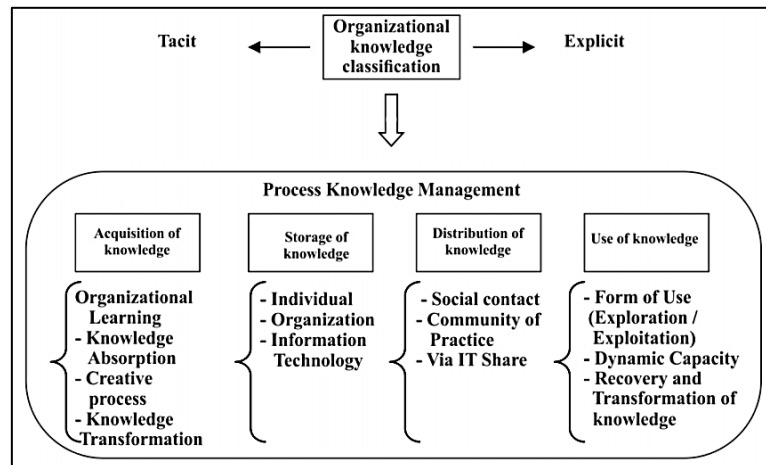 Tacit
Organizational
knowledge
classification
Explicit
Process Knowledge Management
Acquisition of
knowledge
Storage of
knowledge
Distribution of
knowledge
Use of knowledge
Organizational
Learning
- Knowledge
Absorption
- Creative
process
- Knowledge
Transformation
- Individual
- Organization
- Information
Technology
- Social contact
- Community of
Practice
- Via IT Share
- Form of Use
(Exploration /
Exploitation)
- Dynamic Capacity
- Recovery and
Transformation of
knowledge